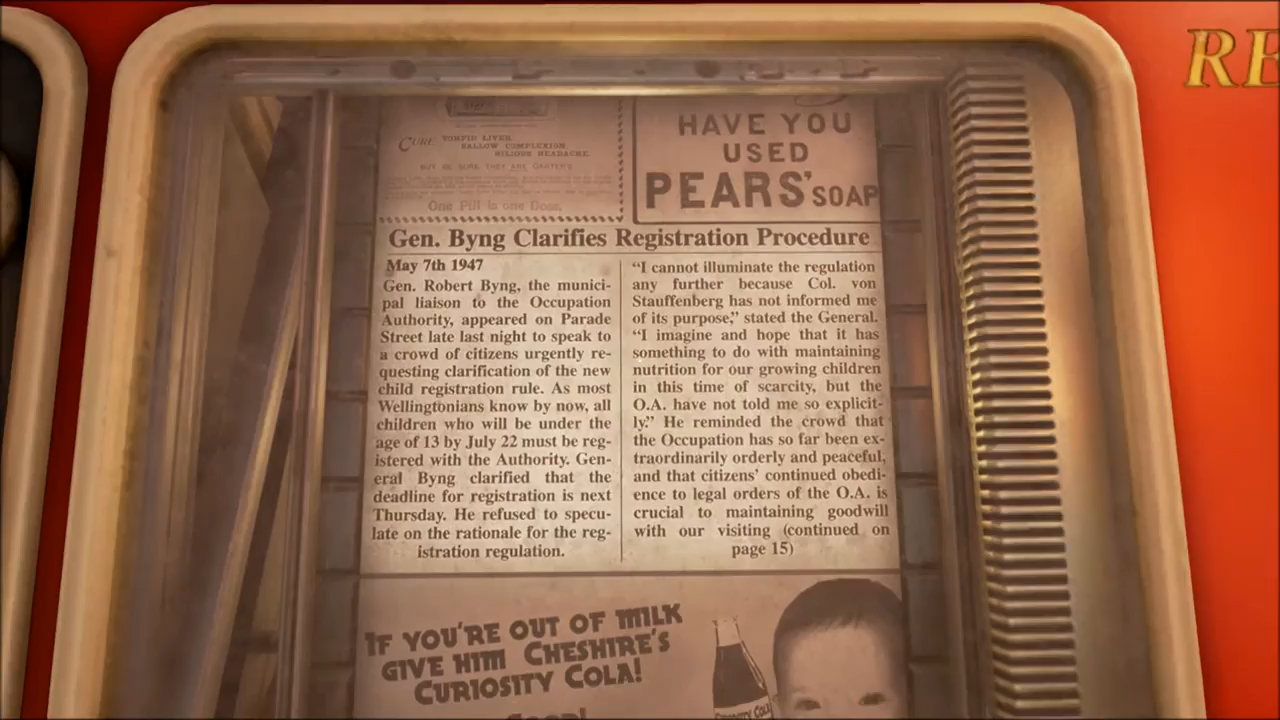 RE
CURE TORPID LIVER.
SALLOW COMPLEXION.
BILIOUS HEADACHE.
BUT BE SURE THEY ARE CARTER'S
One Pill is one Dose.
HAVE YOU
USED
PEARS' SOAP
Gen. Byng Clarifies Registration Procedure
May 7th 1947
Gen. Robert Byng, the munici-
pal liaison to the Occupation
Authority, appeared on Parade
Street late last night to speak to
a crowd of citizens urgently re-
questing clarification of the new
child registration rule. As most
Wellingtonians know by now, all
children who will be under the
age of 13 by July 22 must be reg-
istered with the Authority. Gen-
eral Byng clarified that the
deadline for registration is next
Thursday. He refused to specu-
late on the rationale for the reg-
istration regulation.
“I cannot illuminate the regulation
any further because Col. von
Stauffenberg has not informed me
of its purpose,” stated the General.
“I imagine and hope that it has
something to do with maintaining
nutrition for our growing children
in this time of scarcity, but the
O.A. have not told me so explicit-
ly.” He reminded the crowd that
the Occupation has so far been ex-
traordinarily orderly and peaceful,
and that citizens’ continued obedi-
ence to legal orders of the O.A. is
crucial to maintaining goodwill
with our visiting (continued on
page 15)
IF YOU'RE OUT OF MILK
GIVE HIM CHESHIRE'S
CURIOSITY COLA!